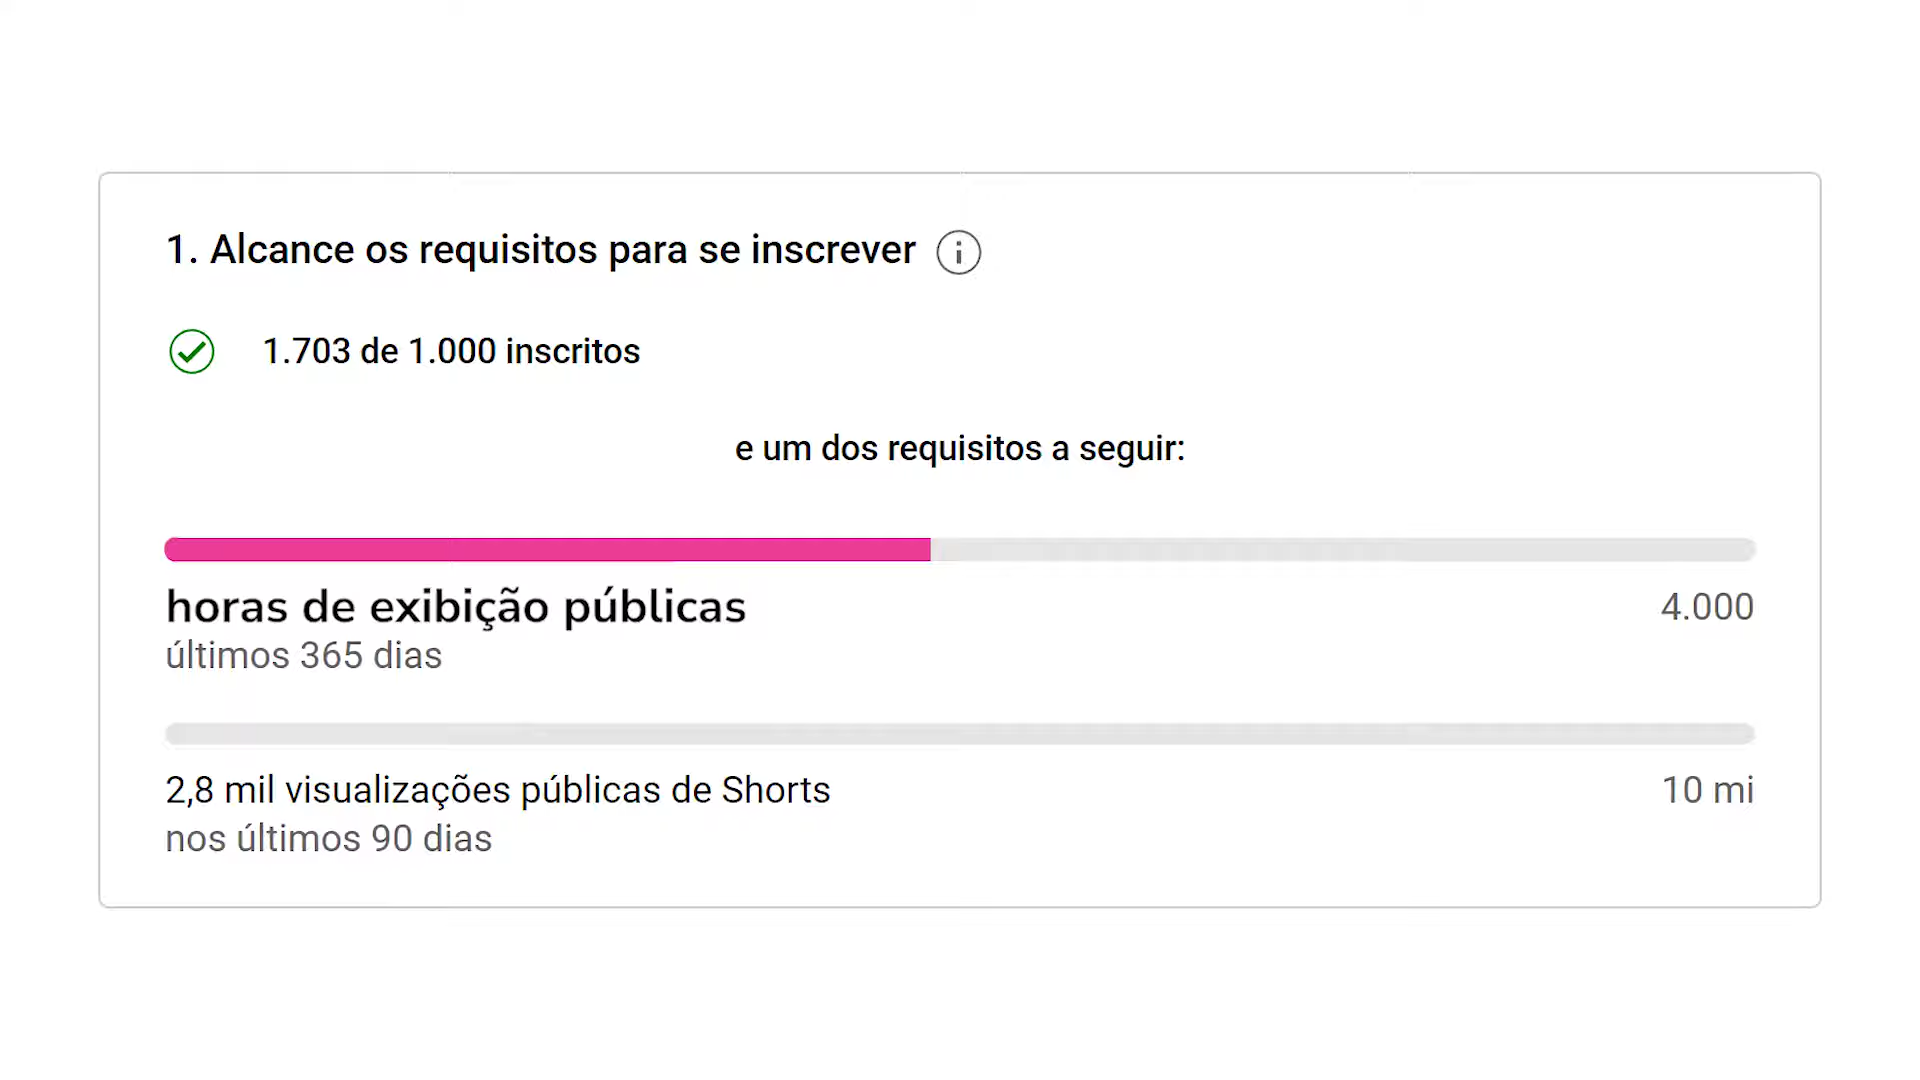 1. Alcance os requisitos para se inscrever
1.703 de 1.000 inscritos
e um dos requisitos a seguir:
horas de exibição públicas 4.000
últimos 365 dias
2,8 mil visualizações públicas de Shorts 10 mi
nos últimos 90 dias